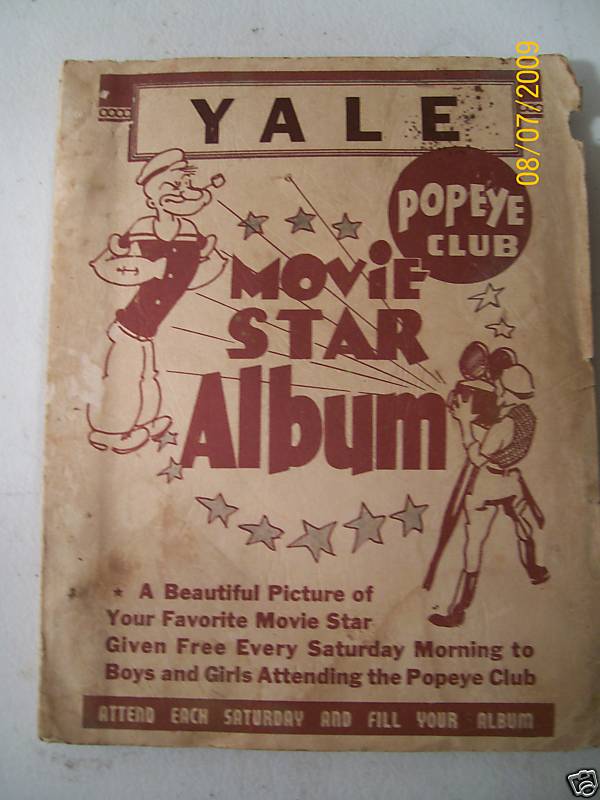 YALE
POPEYE
CLUB
MOVIE
STAR
Album
★ A Beautiful Picture of
Your Favorite Movie Star
Given Free Every Saturday Morning to
Boys and Girls Attending the Popeye Club
ATTEND EACH SATURDAY AND FILL YOUR ALBUM
08/07/2009